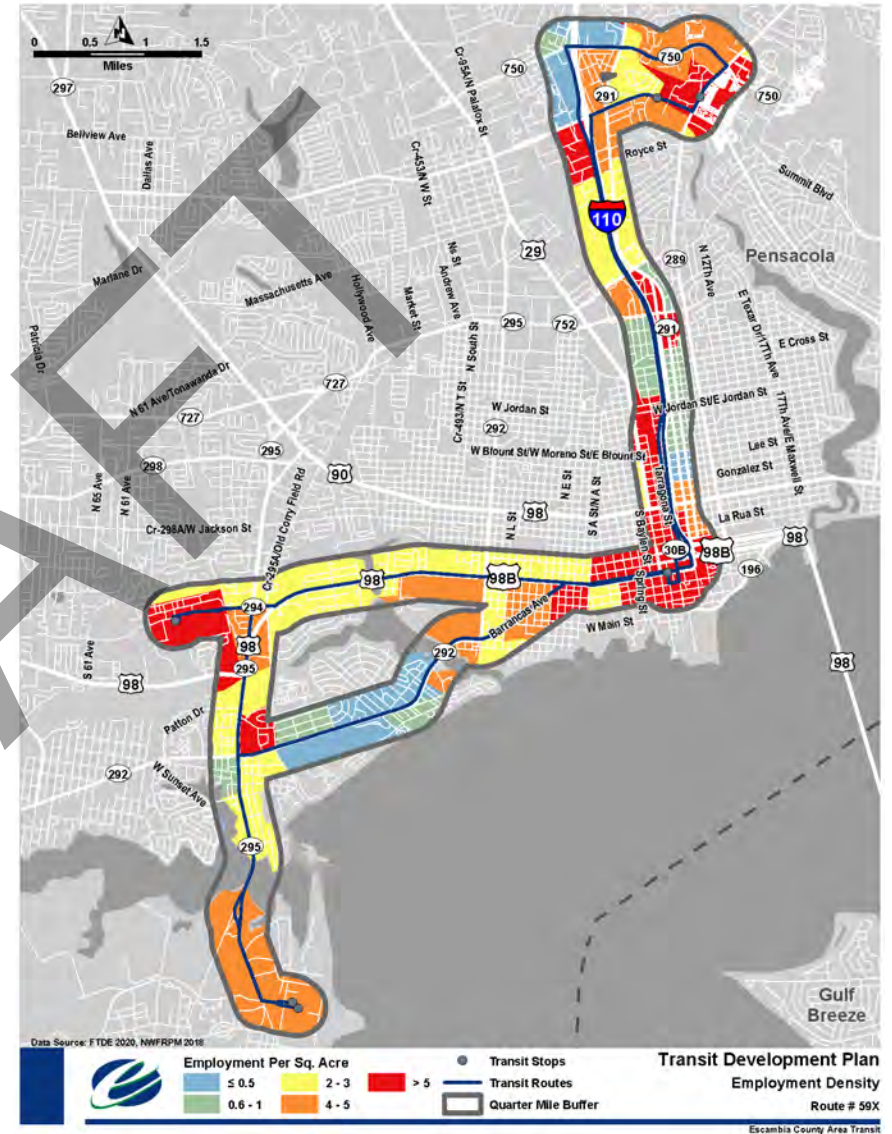 0 0.5 1 1.5
Miles
297
Bellview Ave
Dallas Ave
Cr-95A/N Palafox St
Cr-453/N W St
750
750
291
750
Royce St
Summit Blvd
110
29
Pensacola
289
N 12Th Ave
Marlane Dr
Massachusetts Ave
Hollywood Ave
Market St
Ns St
Andrew Ave
N South St
295
752
291
E Texar Dr/17Th Ave
E Cross St
Patricia Dr
N 61 Ave/Tonawanda Dr
727
727
Cr-493/N T St
W Jordan St
292
W Jordan St/E Jordan St
17Th Ave/E Maxwell St
Lee St
Gonzalez St
W Blount St/W Moreno St/E Blount St
298
295
90
N 65 Ave
N 61 Ave
Cr-298A/W Jackson St
Cr-295A/Old Corry Field Rd
N L St
N E St
S A St/N A St
98
Tarragona St
S Baylen St
La Rua St
98
30B
98B
196
98
98B
Spring St
294
Barrancas Ave
W Main St
98
292
295
98
S 61 Ave
98
Patton Dr
292
W Sunset Ave
295
Gulf
Breeze
DRAFT
Data Source: FTDE 2020, NWFRPM 2018
Employment Per Sq. Acre
≤ 0.5
2 - 3
> 5
0.6 - 1
4 - 5
Transit Stops
Transit Routes
Quarter Mile Buffer
Transit Development Plan
Employment Density
Route # 59X
Escambia County Area Transit